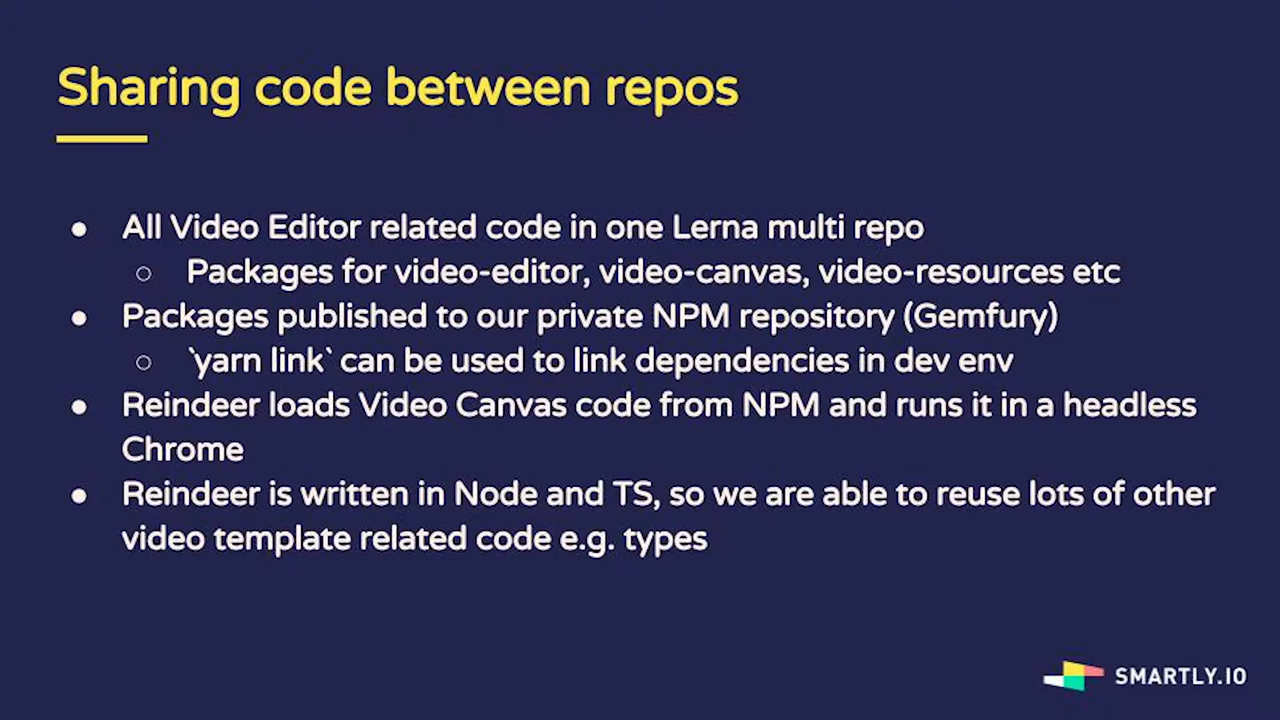 Sharing code between repos
● All Video Editor related code in one Lerna multi repo
○ Packages for video-editor, video-canvas, video-resources etc
● Packages published to our private NPM repository (Gemfury)
○ `yarn link` can be used to link dependencies in dev env
● Reindeer loads Video Canvas code from NPM and runs it in a headless
Chrome
● Reindeer is written in Node and TS, so we are able to reuse lots of other
video template related code e.g. types
SMARTLY.IO